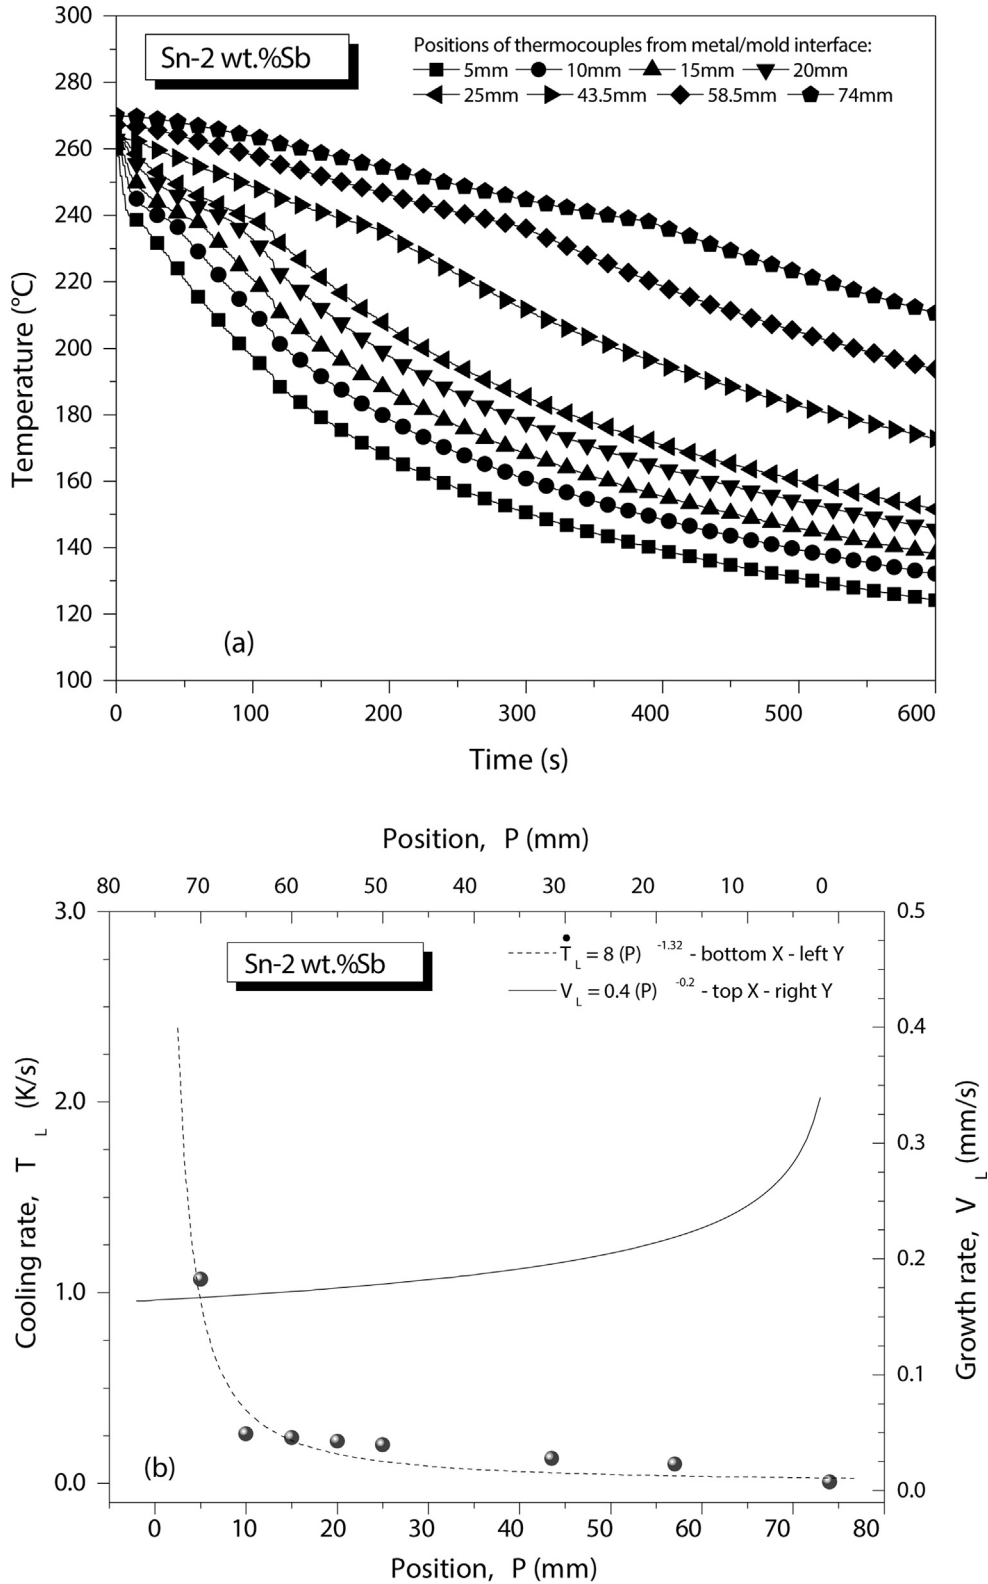 300
280
260
240
220
200
180
160
140
120
100
Temperature (°C)
Sn-2 wt.%Sb
Positions of thermocouples from metal/mold interface:
5mm 10mm 15mm 20mm
25mm 43.5mm 58.5mm 74mm
(a)
0 100 200 300 400 500 600
Time (s)
Position, P (mm)
80 70 60 50 40 30 20 10 0
3.0
2.0
1.0
0.0
Cooling rate, T L (K/s)
Sn-2 wt.%Sb
Ṫ L = 8 (P) -1.32 - bottom X - left Y
V L = 0.4 (P) -0.2 - top X - right Y
0.5
0.4
0.3
0.2
0.1
0.0
Growth rate, V L (mm/s)
(b)
0 10 20 30 40 50 60 70 80
Position, P (mm)